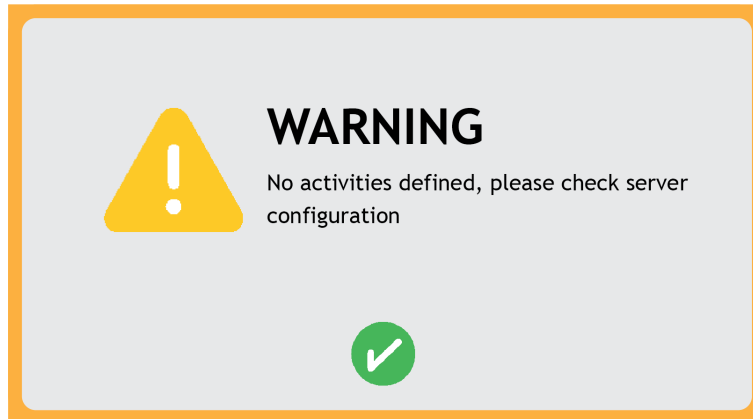 WARNING
No activities defined, please check server
configuration